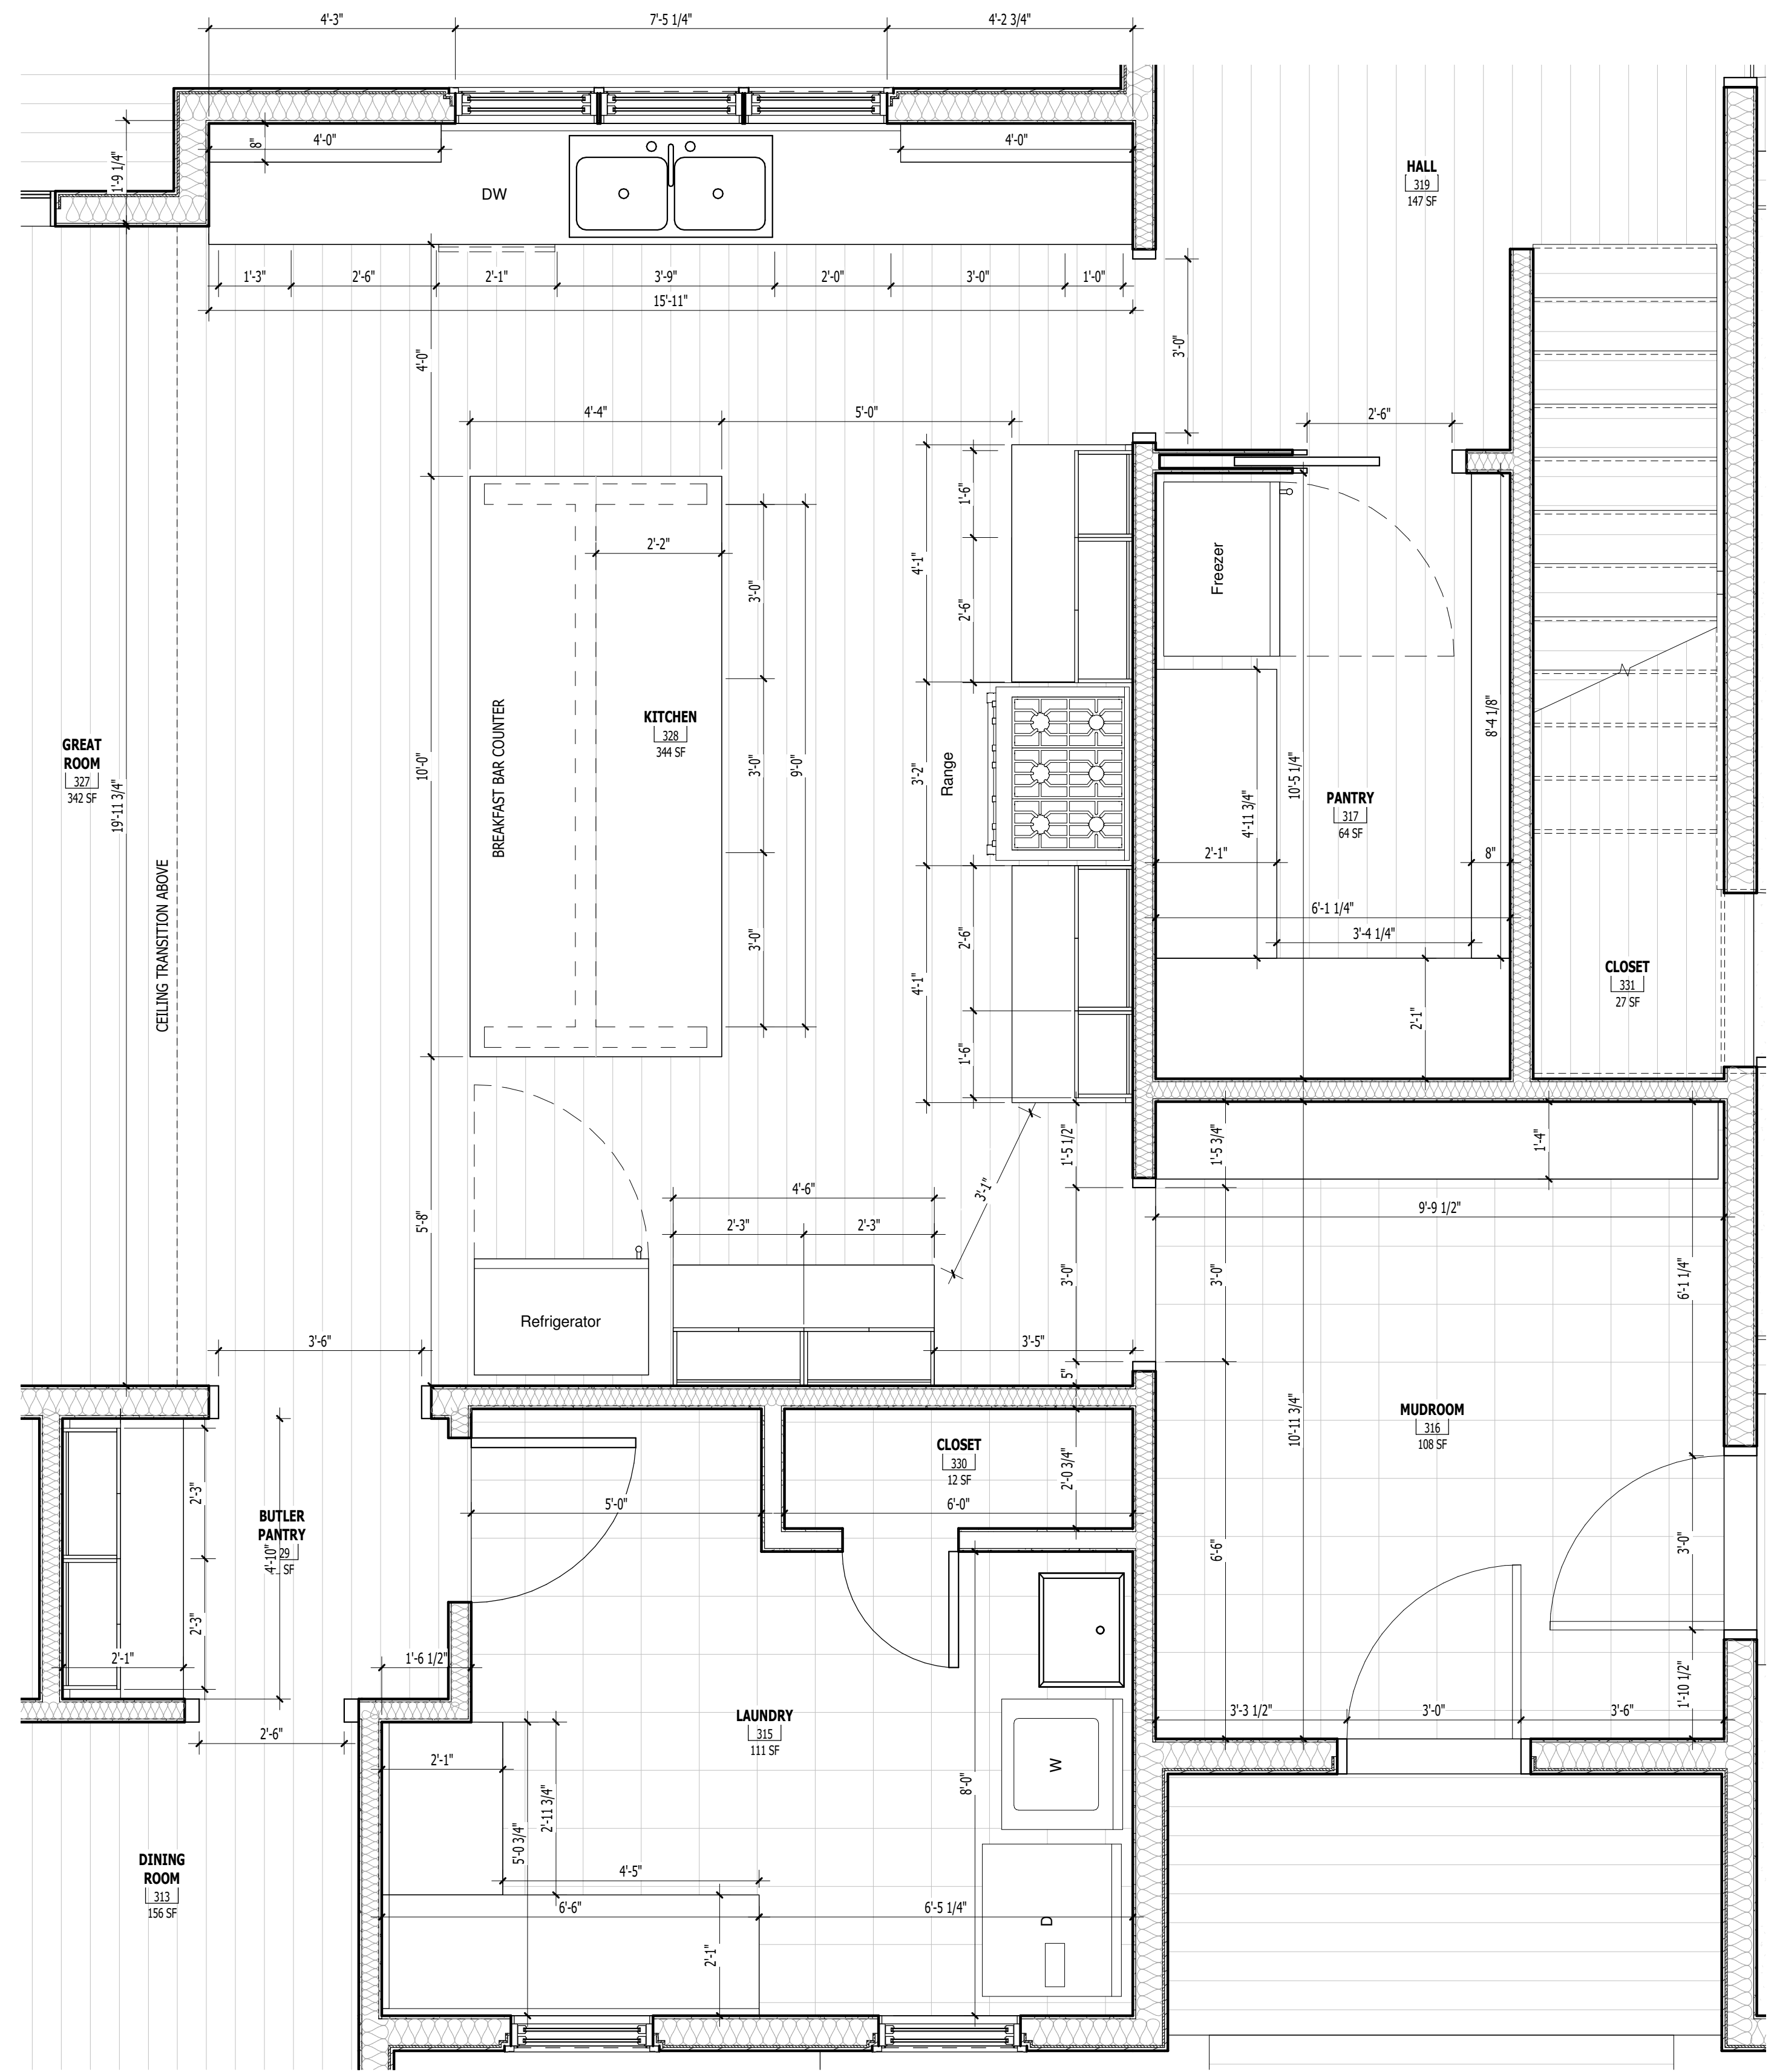 4'-3"
7'-5 1/4"
4'-2 3/4"
1'-9 1/4"
8"
4'-0"
4'-0"
DW
HALL
319
147 SF
1'-3"
2'-6"
2'-1"
3'-9"
2'-0"
3'-0"
1'-0"
15'-11"
4'-0"
3'-0"
4'-4"
5'-0"
2'-6"
1'-6"
4'-1"
2'-6"
2'-2"
3'-0"
Freezer
BREAKFAST BAR COUNTER
KITCHEN
328
344 SF
GREAT
ROOM
327
342 SF
19'-11 3/4"
10'-0"
3'-0"
9'-0"
3'-2"
Range
8'-4 1/8"
10'-5 1/4"
4'-11 3/4"
PANTRY
317
64 SF
2'-1"
8"
6'-1 1/4"
3'-4 1/4"
CEILING TRANSITION ABOVE
3'-0"
2'-6"
4'-1"
1'-6"
2'-1"
CLOSET
331
27 SF
1'-5 1/2"
1'-5 3/4"
1'-4"
3'-1"
4'-6"
2'-3"
2'-3"
5'-8"
9'-9 1/2"
3'-0"
3'-0"
6'-1 1/4"
Refrigerator
3'-6"
3'-5"
5"
10'-11 3/4"
MUDROOM
316
108 SF
CLOSET
330
12 SF
2'-0 3/4"
5'-0"
6'-0"
2'-3"
BUTLER
PANTRY
29
SF
4'-10"
2'-3"
2'-1"
6'-6"
3'-0"
1'-6 1/2"
1'-10 1/2"
3'-3 1/2"
3'-0"
3'-6"
2'-6"
LAUNDRY
315
111 SF
2'-1"
W
8'-0"
2'-11 3/4"
5'-0 3/4"
4'-5"
DINING
ROOM
313
156 SF
6'-6"
6'-5 1/4"
D
2'-1"